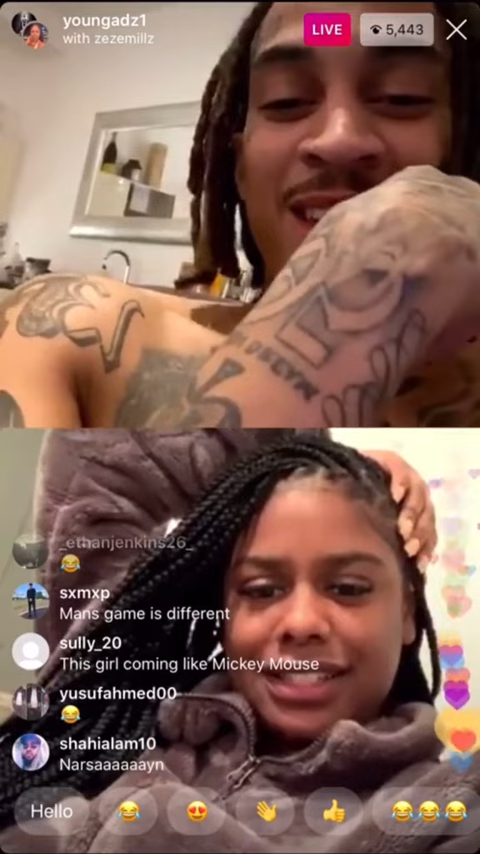 youngadz1
with zezemillz
LIVE
5,443
_ethanjenkins26_
😂
sxmxp
Mans game is different
sully_20
This girl coming like Mickey Mouse
yusufahmed00
😂
shahialam10
Narsaaaaaayn
Hello 😂 😍 👋 👍 😂😂😂